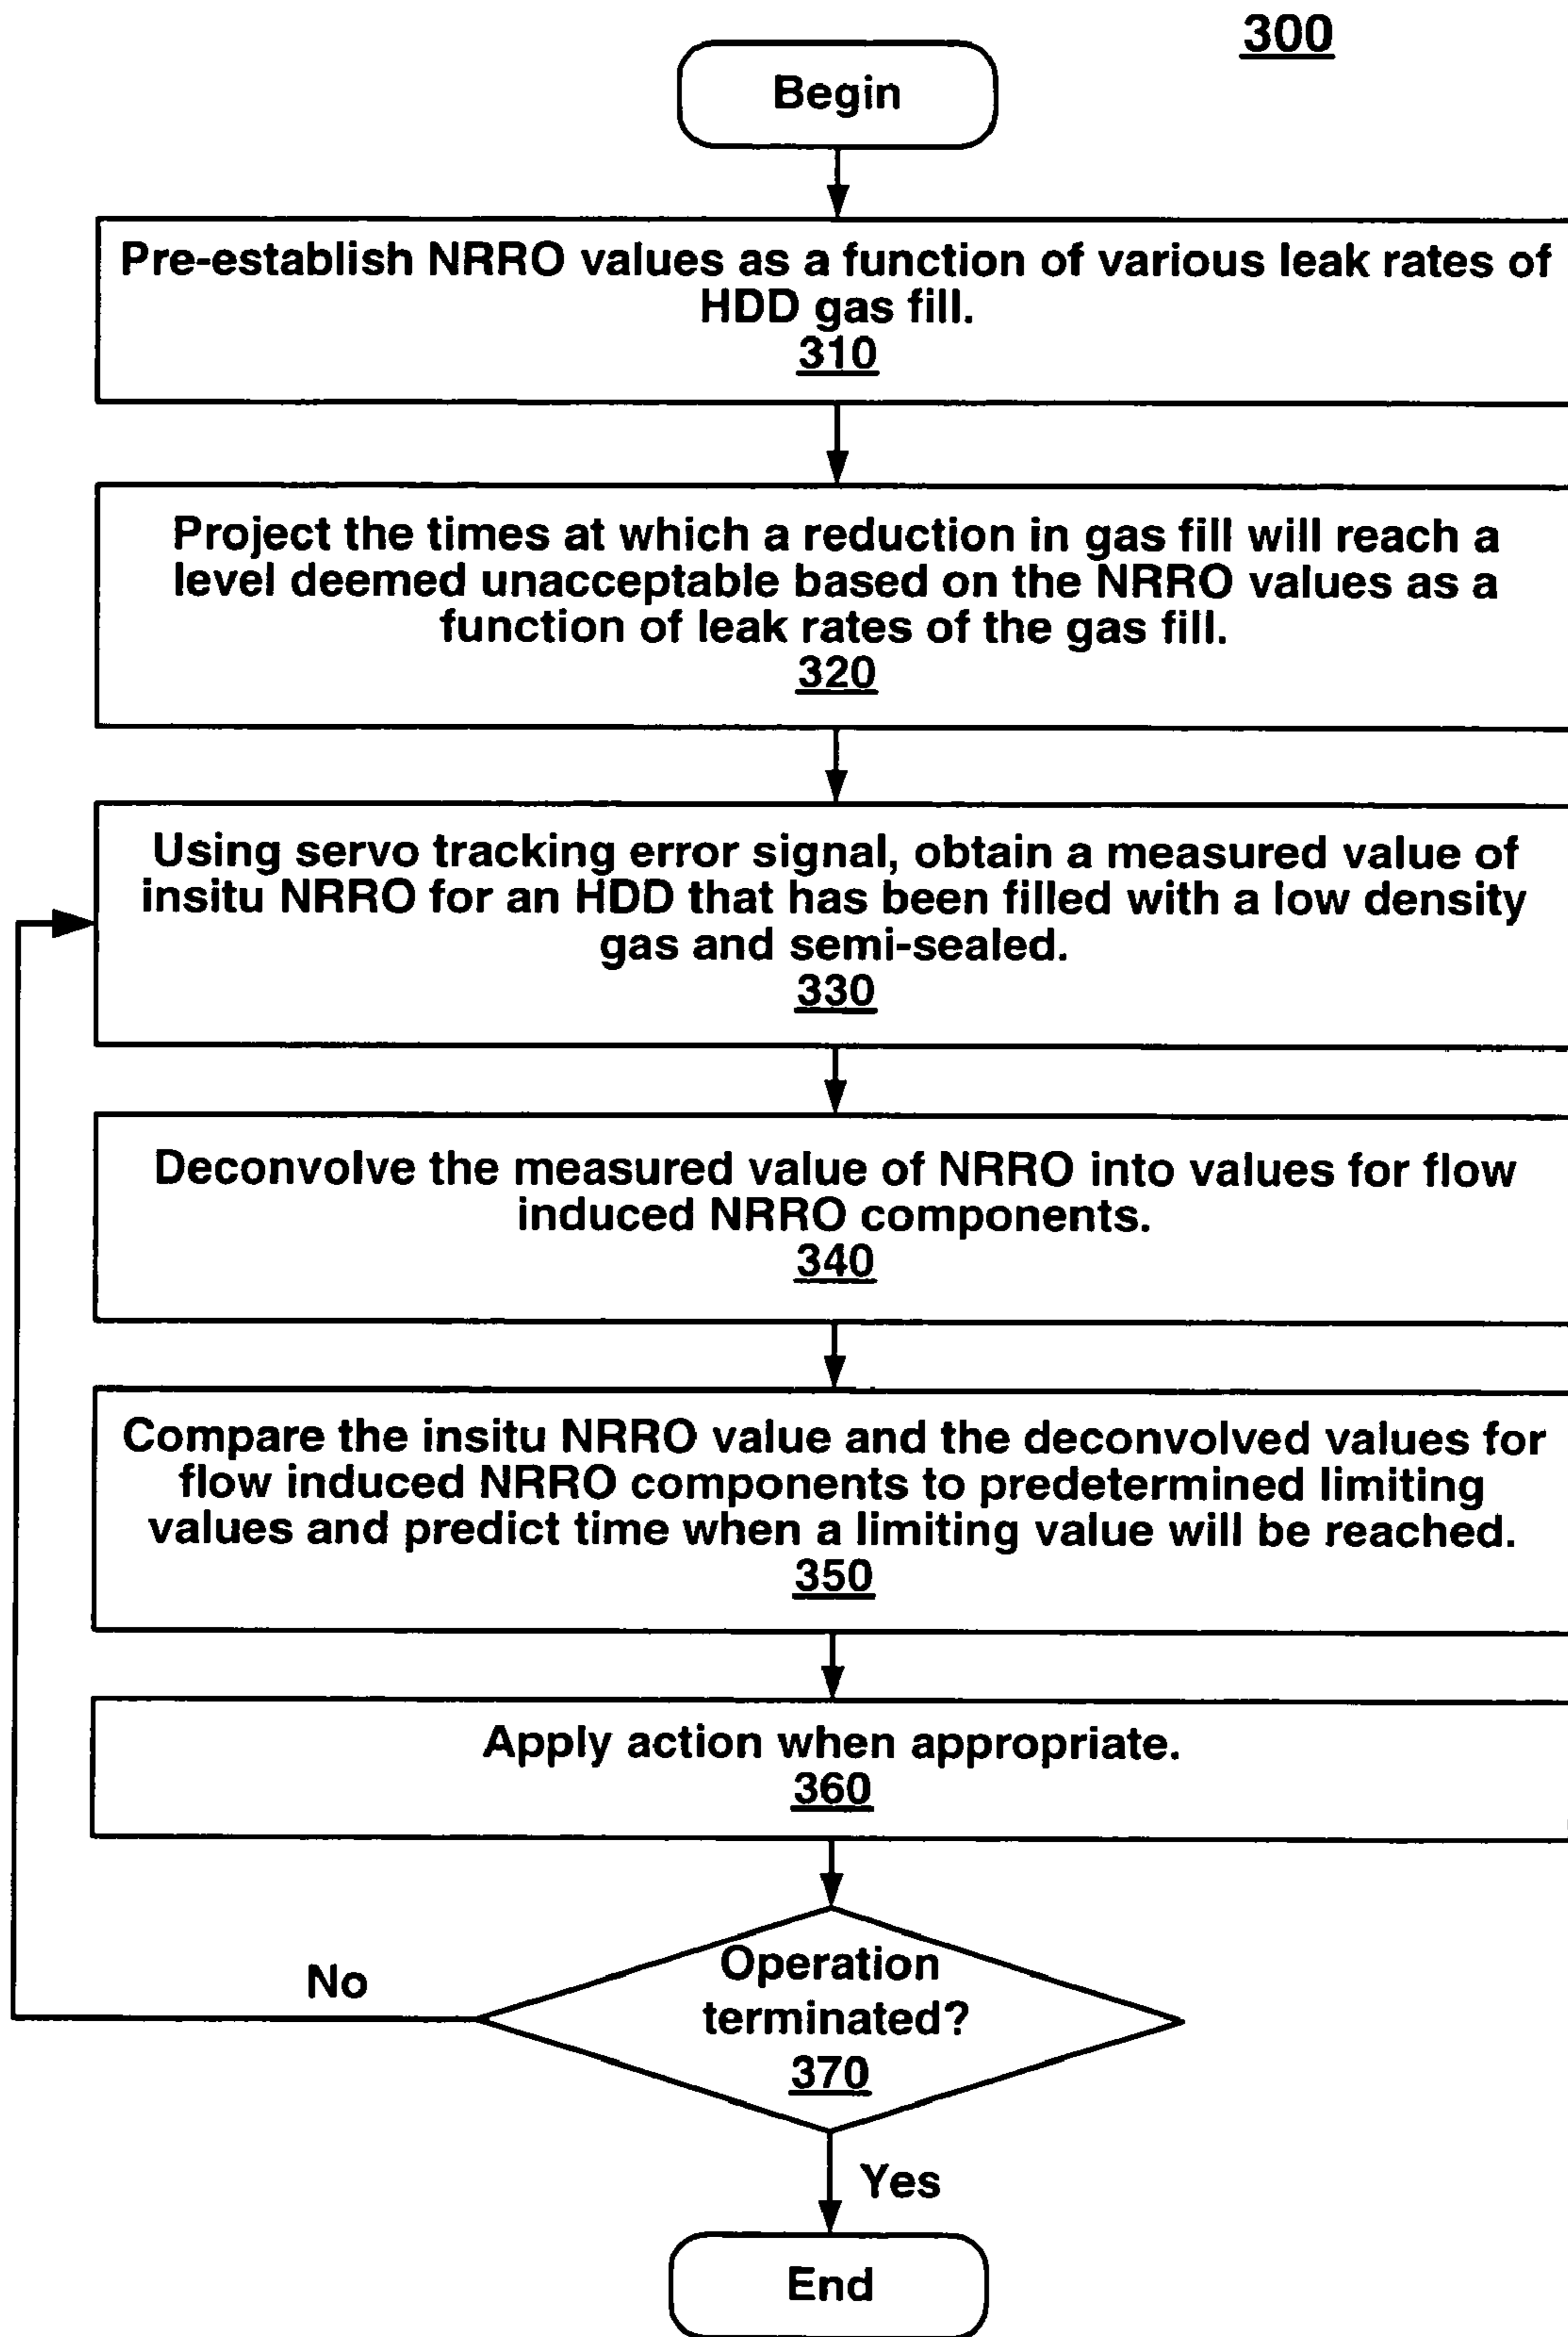 300
Begin
Pre-establish NRRO values as a function of various leak rates of
HDD gas fill.
310
Project the times at which a reduction in gas fill will reach a
level deemed unacceptable based on the NRRO values as a
function of leak rates of the gas fill.
320
Using servo tracking error signal, obtain a measured value of
insitu NRRO for an HDD that has been filled with a low density
gas and semi-sealed.
330
Deconvolve the measured value of NRRO into values for flow
induced NRRO components.
340
Compare the insitu NRRO value and the deconvolved values for
flow induced NRRO components to predetermined limiting
values and predict time when a limiting value will be reached.
350
Apply action when appropriate.
360
Operation
terminated?
370
No
Yes
End